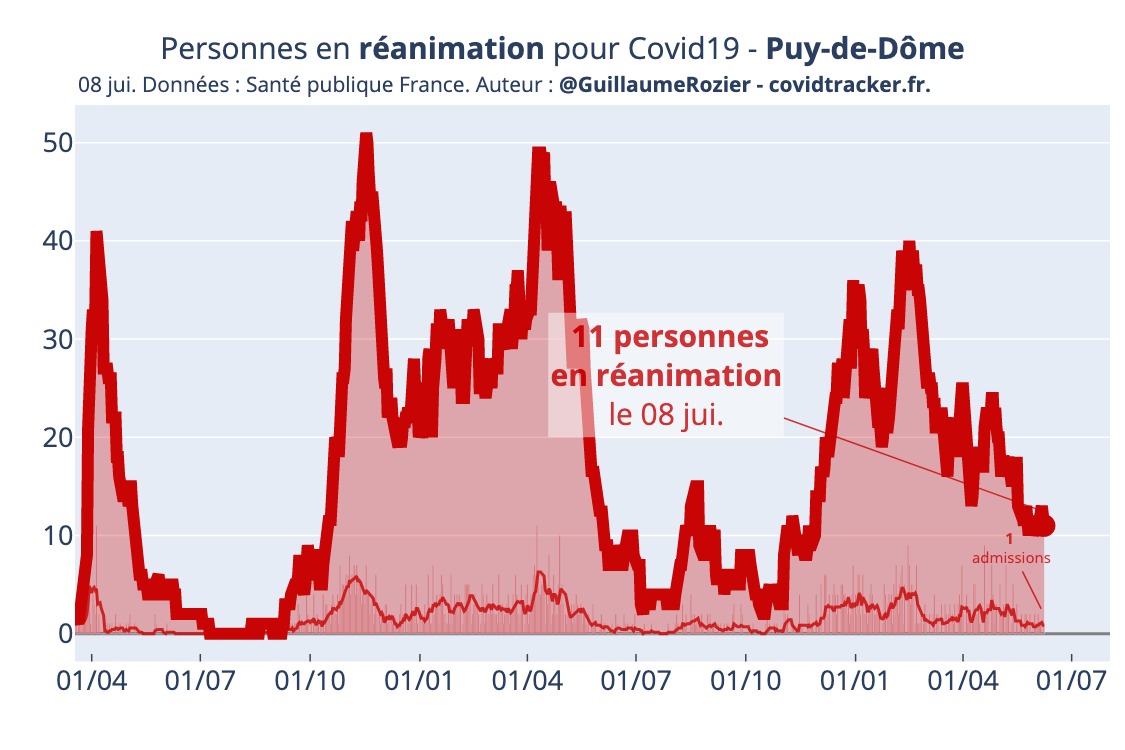 Personnes en réanimation pour Covid19 - Puy-de-Dôme
08 jui. Données : Santé publique France. Auteur : @GuillaumeRozier - covidtracker.fr.
50
40
30
20
10
0
11 personnes
en réanimation
le 08 jui.
1
admissions
01/04 01/07 01/10 01/01 01/04 01/07 01/10 01/01 01/04 01/07